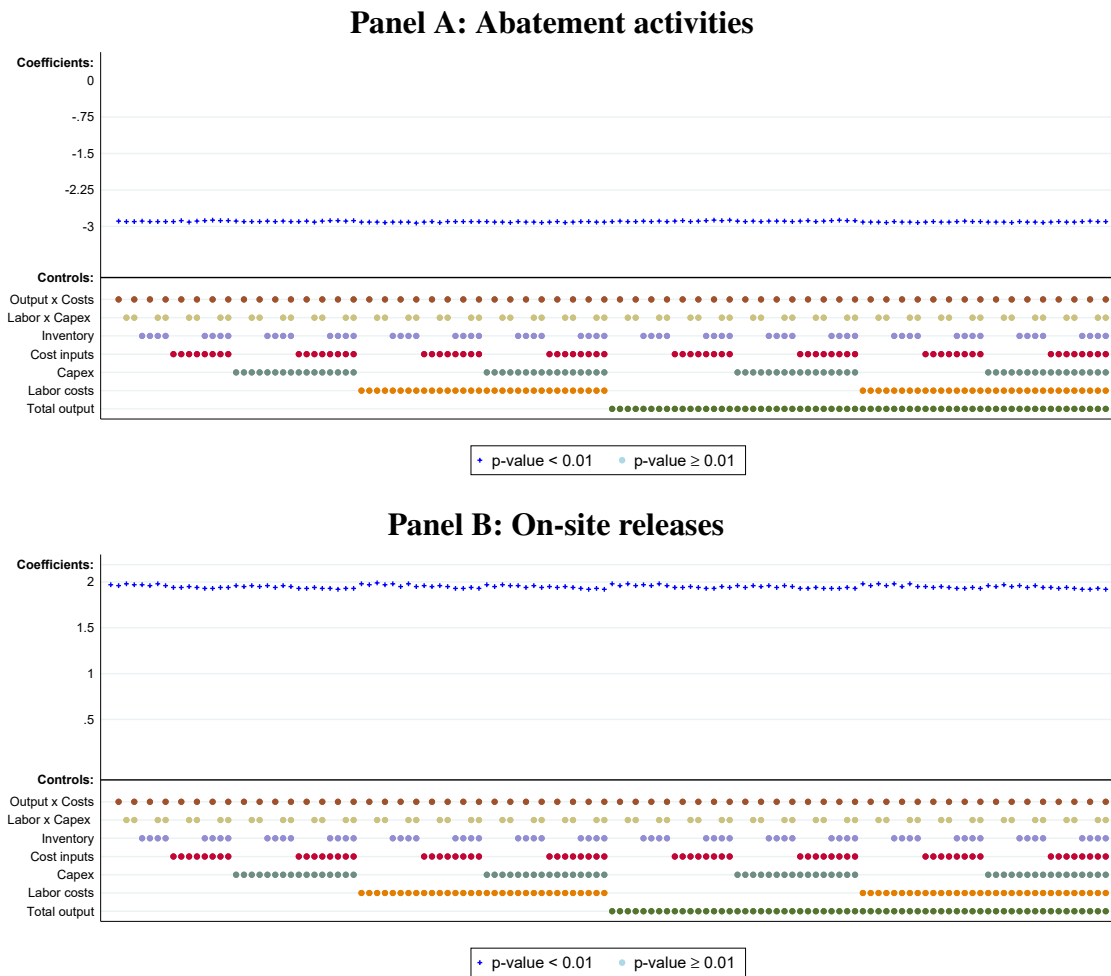 Panel A: Abatement activities
Coefficients:
0
-.75
-1.5
-2.25
-3
Controls:
Output x Costs
Labor x Capex
Inventory
Cost inputs
Capex
Labor costs
Total output
p-value < 0.01 p-value ≥ 0.01
Panel B: On-site releases
Coefficients:
2
1.5
1
.5
Controls:
Output x Costs
Labor x Capex
Inventory
Cost inputs
Capex
Labor costs
Total output
p-value < 0.01 p-value ≥ 0.01